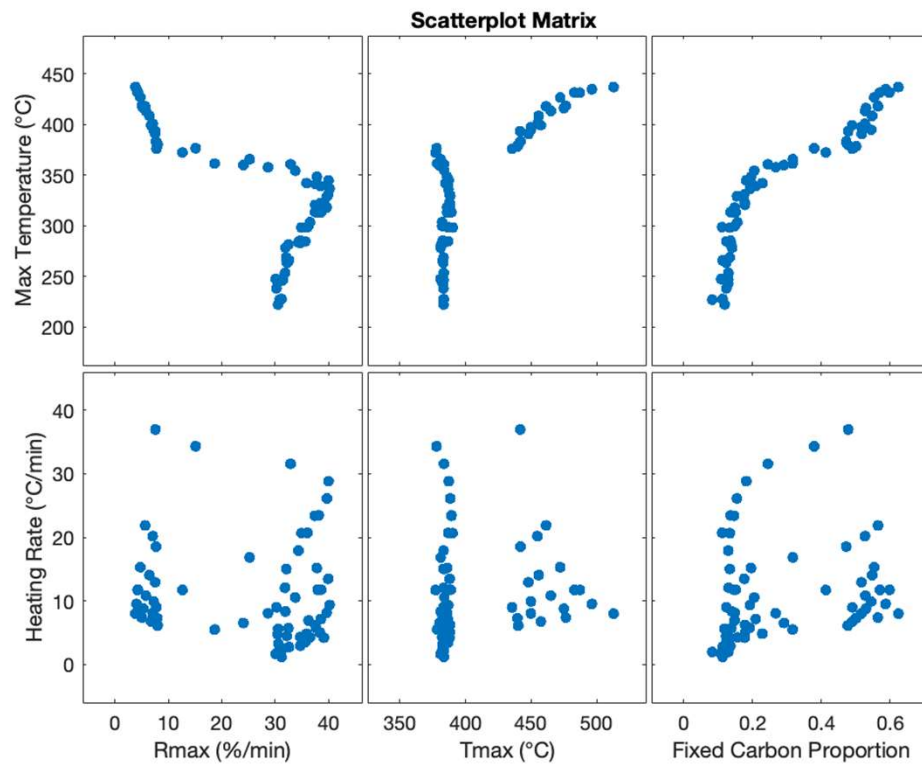 Scatterplot Matrix
Max Temperature (°C)
450
400
350
300
250
200
Heating Rate (°C/min)
40
30
20
10
0
0 10 20 30 40
350 400 450 500
0 0.2 0.4 0.6
Rmax (%/min)
Tmax (°C)
Fixed Carbon Proportion